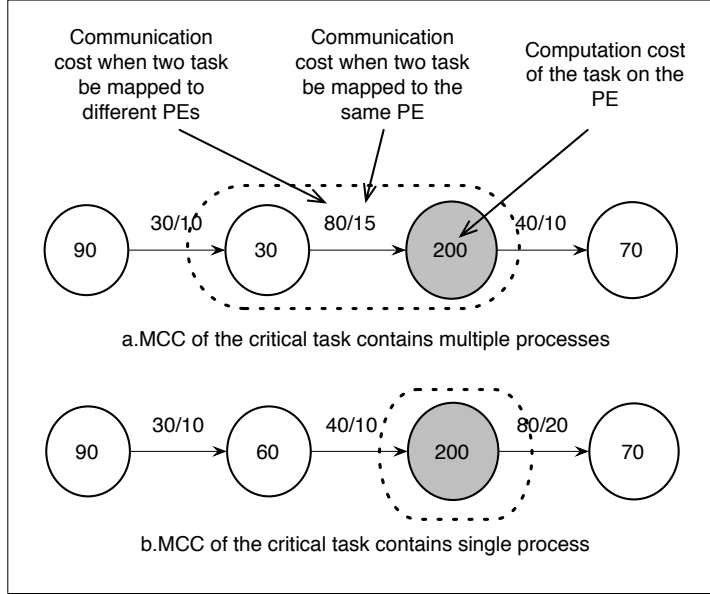 Communication
cost when two task
be mapped to
different PEs
Communication
cost when two task
be mapped to the
same PE
Computation cost
of the task on the
PE
30/10
80/15
40/10
90
30
200
70
a.MCC of the critical task contains multiple processes
30/10
40/10
80/20
90
60
200
70
b.MCC of the critical task contains single process